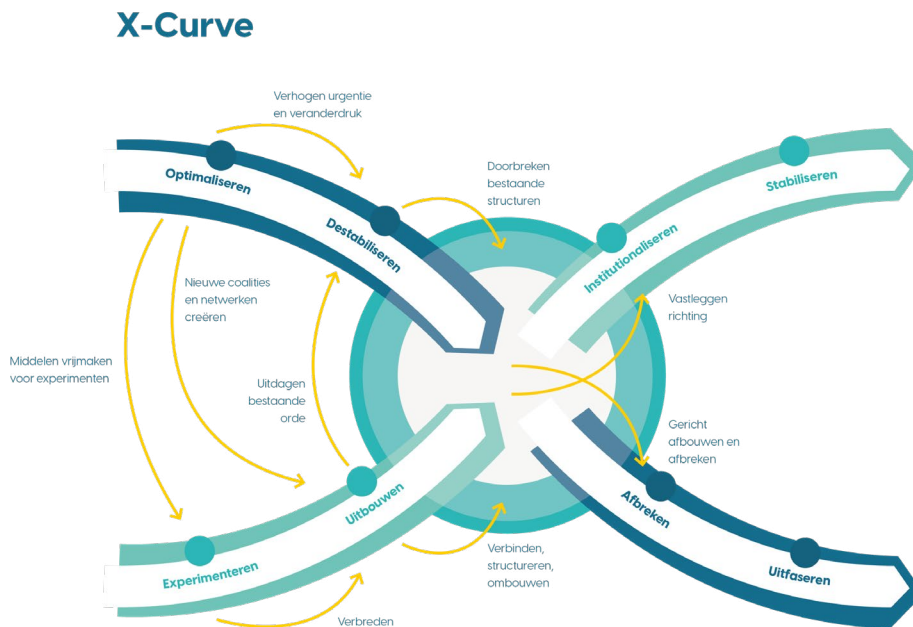 X-Curve
Verhogen urgentie
en veranderdruk
Optimaliseren
Destabiliseren
Doorbreken
bestaande
structuren
Stabiliseren
Institutionaliseren
Nieuwe coalities
en netwerken
creëren
Vastleggen
richting
Middelen vrijmaken
voor experimenten
Uitdagen
bestaande
orde
Gericht
afbouwen en
afbreken
Uitbouwen
Afbreken
Experimenteren
Verbinden,
structureren,
ombouwen
Uitfaseren
Verbreden